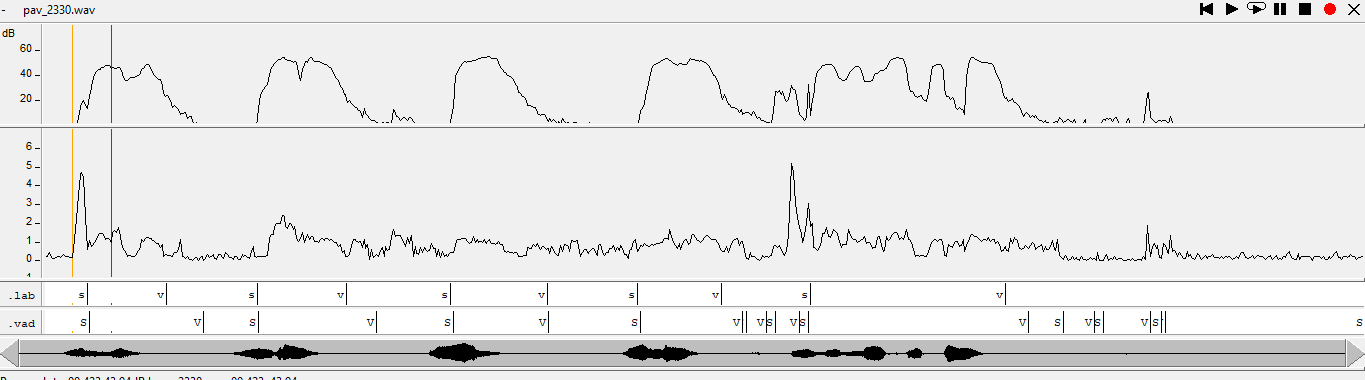 - pav_2330.wav
dB
60
40
20
6
5
4
3
2
1
0
.lab s v s v s v s v s v
.vad S V S V S V S V V S V S V S V S V S S